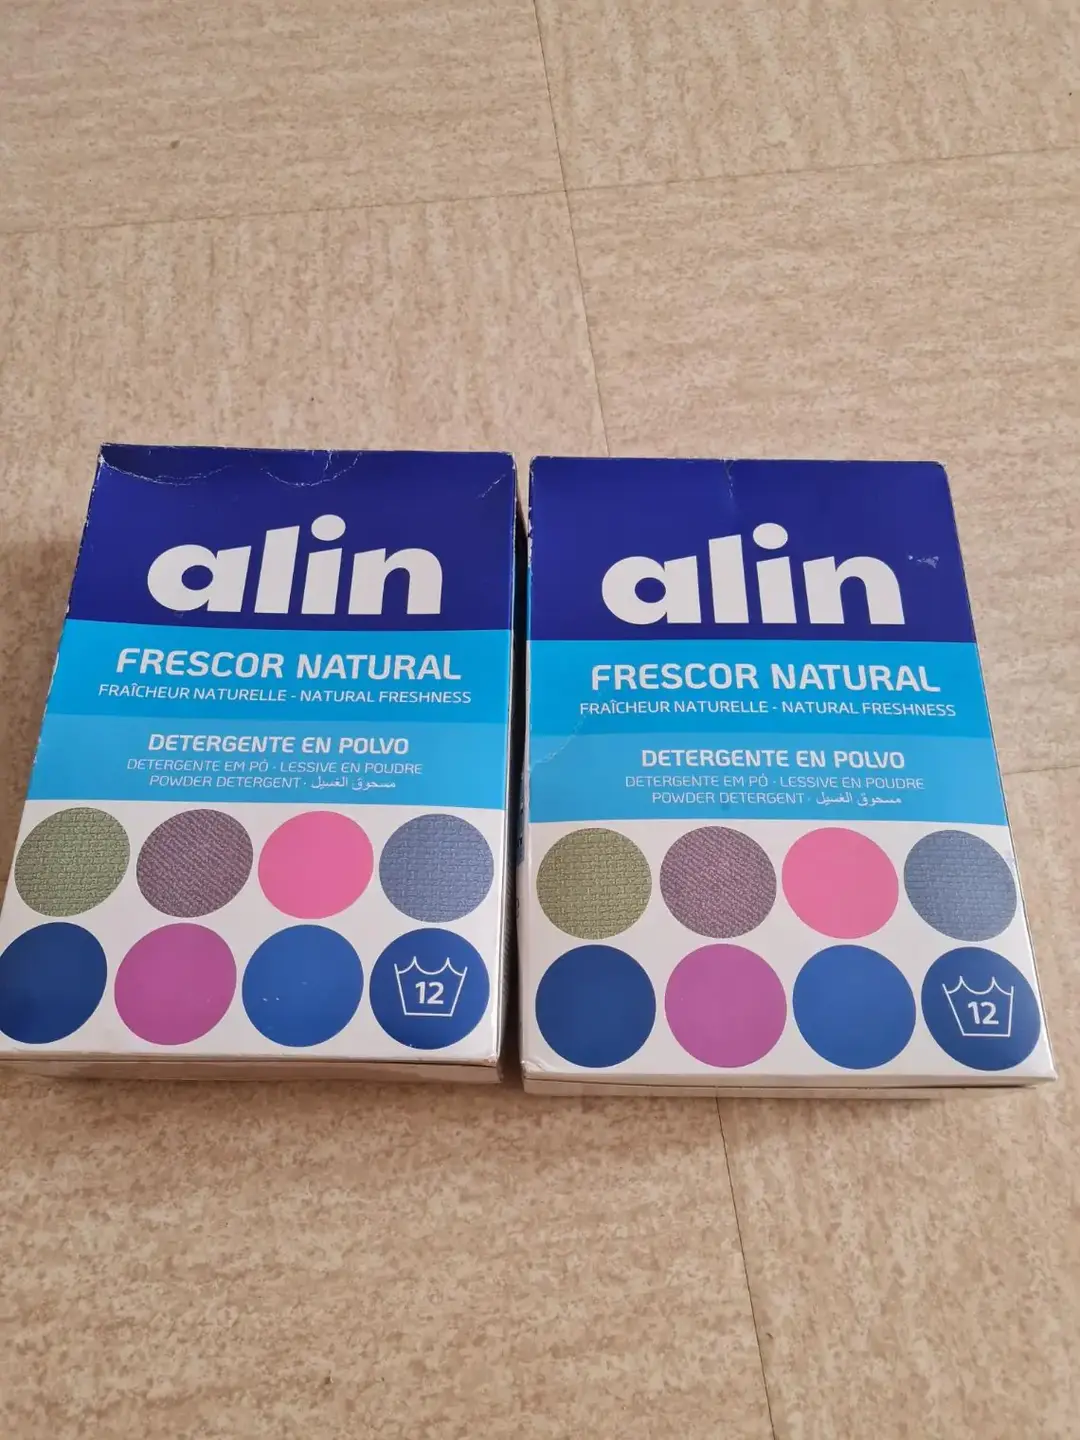 alin
FRESCOR NATURAL
FRAÎCHEUR NATURELLE - NATURAL FRESHNESS
DETERGENTE EN POLVO
DETERGENTE EM PÓ · LESSIVE EN POUDRE
POWDER DETERGENT · مسحوق الغسيل
12
alin
FRESCOR NATURAL
FRAÎCHEUR NATURELLE - NATURAL FRESHNESS
DETERGENTE EN POLVO
DETERGENTE EM PÓ · LESSIVE EN POUDRE
POWDER DETERGENT · مسحوق الغسيل
12